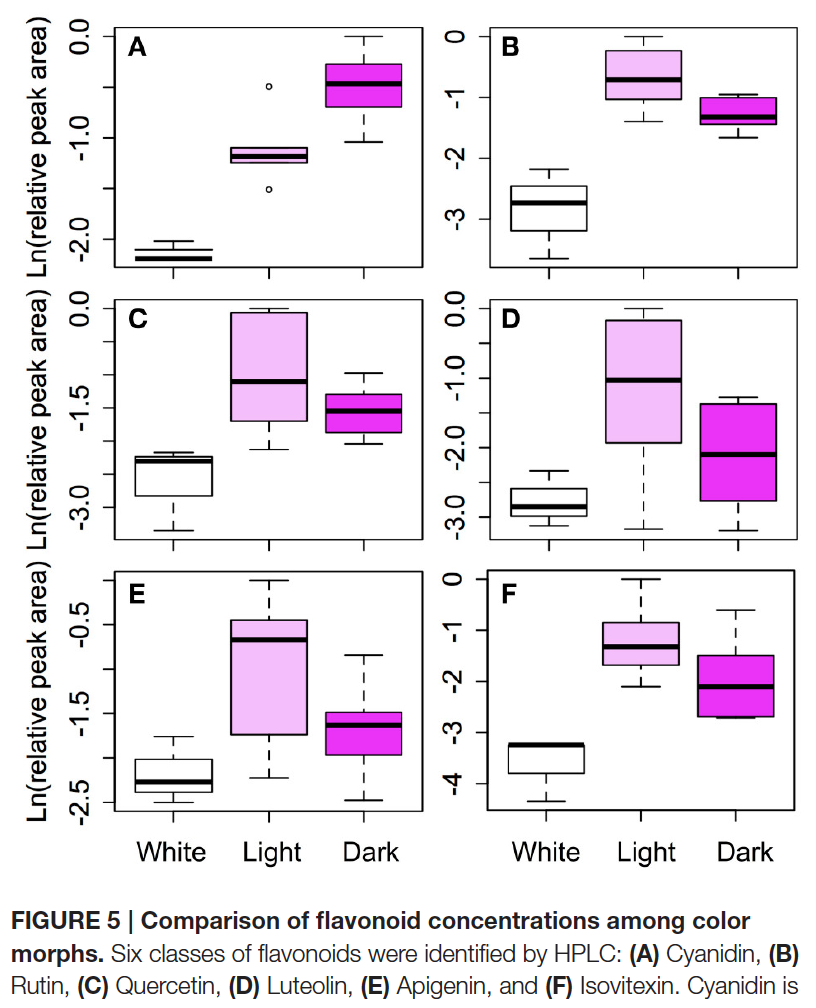 Ln(relative peak area)
0.0
-1.0
-2.0
A
0
-1
-2
-3
B
Ln(relative peak area)
0.0
-1.5
-3.0
C
0.0
-1.0
-2.0
-3.0
D
Ln(relative peak area)
-0.5
-1.5
-2.5
E
0
-1
-2
-3
-4
F
White Light Dark
White Light Dark
FIGURE 5 | Comparison of flavonoid concentrations among color
morphs. Six classes of flavonoids were identified by HPLC: (A) Cyanidin, (B)
Rutin, (C) Quercetin, (D) Luteolin, (E) Apigenin, and (F) Isovitexin. Cyanidin is